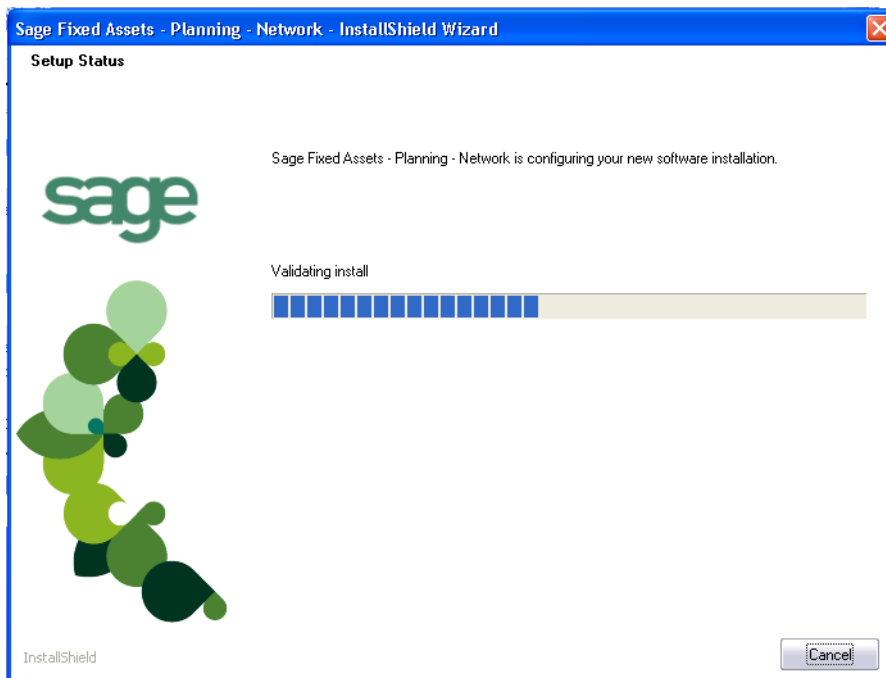 Sage Fixed Assets - Planning - Network - InstallShield Wizard
Setup Status
Sage Fixed Assets - Planning - Network is configuring your new software installation.
sage
Validating install
InstallShield
Cancel